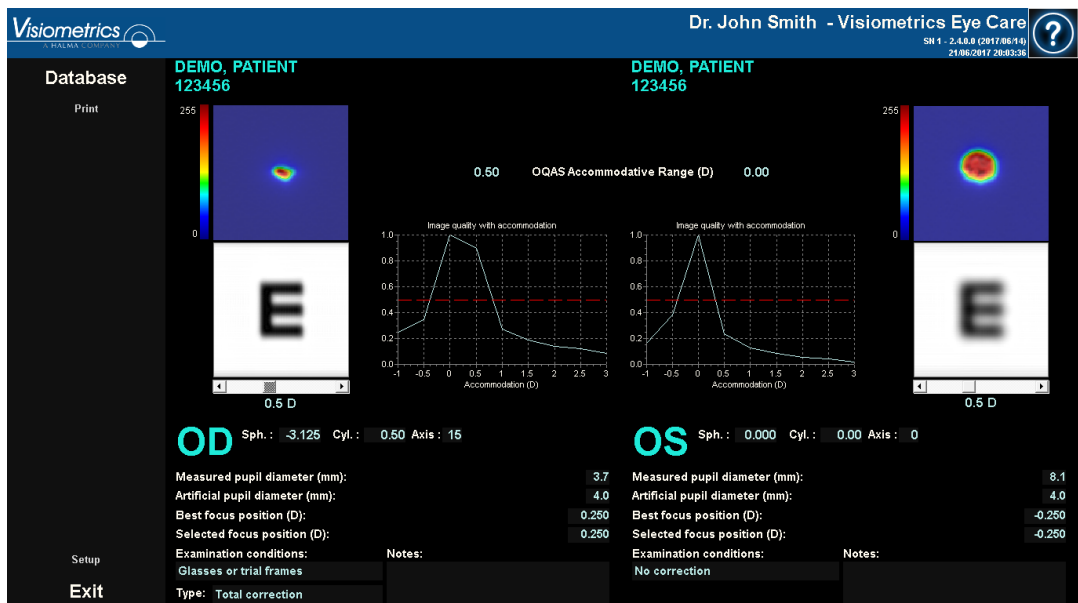 Visiometrics
A HALMA COMPANY
Dr. John Smith - Visiometrics Eye Care
SN 1 - 2.4.0.0 (2017/06/14)
21/06/2017 20:03:36
?
Database
Print
Setup
Exit
DEMO, PATIENT
123456
DEMO, PATIENT
123456
255
0
255
0
0.50 OQAS Accommodative Range (D) 0.00
E
0.5 D
Image quality with accommodation
1.0
0.8
0.6
0.4
0.2
0.0
-1 -0.5 0 0.5 1 1.5 2 2.5 3
Accommodation (D)
Image quality with accommodation
1.0
0.8
0.6
0.4
0.2
0.0
-1 -0.5 0 0.5 1 1.5 2 2.5 3
Accommodation (D)
E
0.5 D
OD Sph. : -3.125 Cyl. : 0.50 Axis : 15
Measured pupil diameter (mm): 3.7
Artificial pupil diameter (mm): 4.0
Best focus position (D): 0.250
Selected focus position (D): 0.250
Examination conditions: Notes:
Glasses or trial frames
Type: Total correction
OS Sph. : 0.000 Cyl. : 0.00 Axis : 0
Measured pupil diameter (mm): 8.1
Artificial pupil diameter (mm): 4.0
Best focus position (D): -0.250
Selected focus position (D): -0.250
Examination conditions: Notes:
No correction